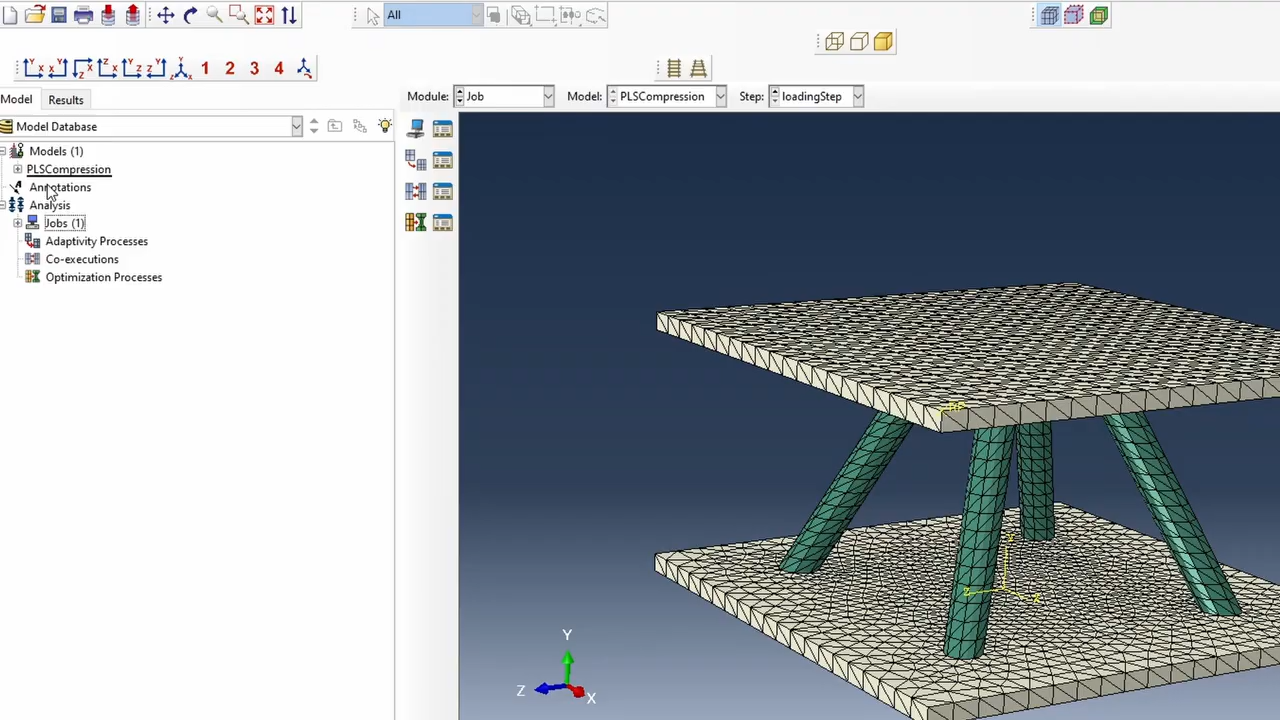 All
1 2 3 4
Model Results
Module: Job Model: PLSCompression Step: loadingStep
Model Database
Models (1)
PLSCompression
Annotations
Analysis
Jobs (1)
Adaptivity Processes
Co-executions
Optimization Processes
Y
Z
X